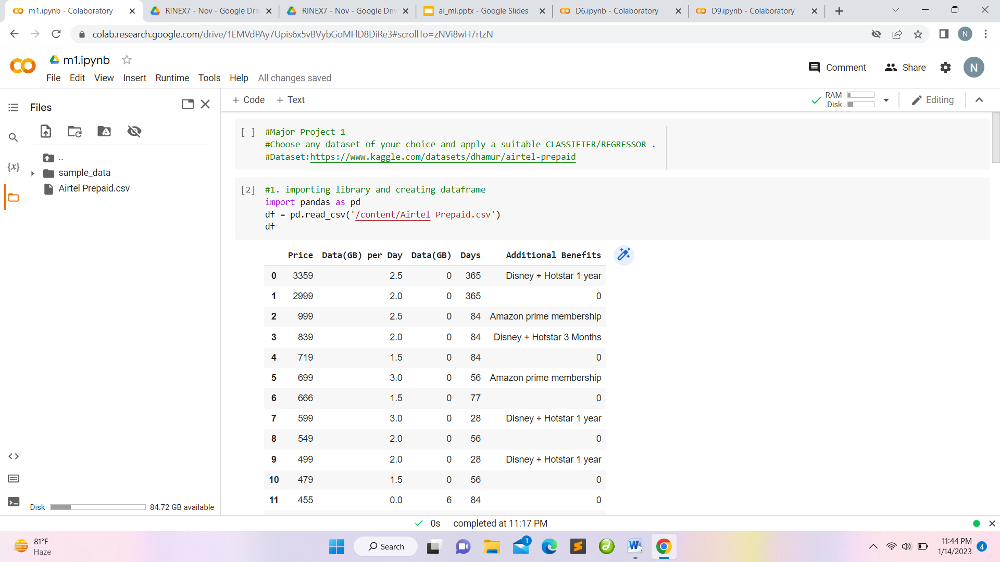 m1.ipynb - Colaboratory
RINEX7 - Nov - Google Driv
RINEX7 - Nov - Google Driv
ai_ml.pptx - Google Slides
D6.ipynb - Colaboratory
D9.ipynb - Colaboratory
colab.research.google.com/drive/1EMVdPAy7Upis6x5vBVybGoMFlD8DiRe3#scrollTo=zNVi8wH7rtzN
N
m1.ipynb
Comment
Share
N
File Edit View Insert Runtime Tools Help All changes saved
Files
+ Code + Text
RAM
Disk
Editing
{x}
..
sample_data
Airtel Prepaid.csv
[ ] #Major Project 1
#Choose any dataset of your choice and apply a suitable CLASSIFIER/REGRESSOR .
#Dataset:https://www.kaggle.com/datasets/dhamur/airtel-prepaid
[2] #1. importing library and creating dataframe
import pandas as pd
df = pd.read_csv('/content/Airtel Prepaid.csv')
df
Price Data(GB) per Day Data(GB) Days Additional Benefits
0 3359 2.5 0 365 Disney + Hotstar 1 year
1 2999 2.0 0 365 0
2 999 2.5 0 84 Amazon prime membership
3 839 2.0 0 84 Disney + Hotstar 3 Months
4 719 1.5 0 84 0
5 699 3.0 0 56 Amazon prime membership
6 666 1.5 0 77 0
7 599 3.0 0 28 Disney + Hotstar 1 year
8 549 2.0 0 56 0
9 499 2.0 0 28 Disney + Hotstar 1 year
10 479 1.5 0 56 0
11 455 0.0 6 84 0
Disk 84.72 GB available
0s completed at 11:17 PM
81°F
Haze
Search
1
11:44 PM
1/14/2023
4